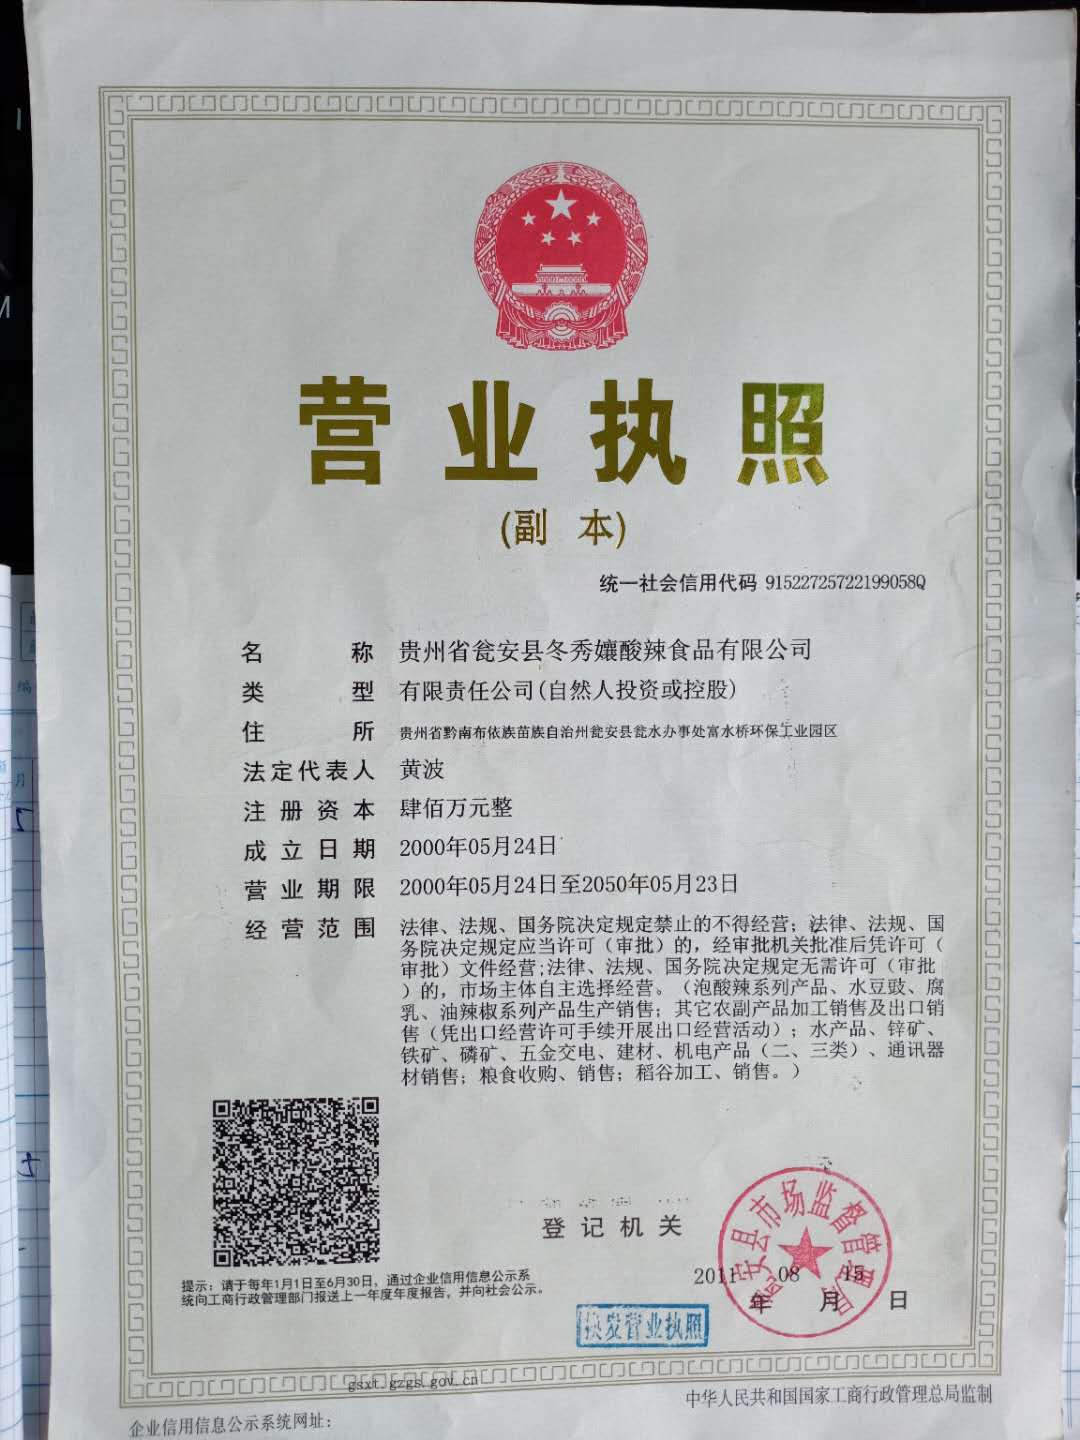 营业执照
(副 本)
统一社会信用代码 91522725722199058Q
名称 贵州省瓮安县冬秀孃酸辣食品有限公司
类型 有限责任公司(自然人投资或控股)
住所 贵州省黔南布依族苗族自治州瓮安县瓮水办事处富水桥环保工业园区
法定代表人 黄波
注册资本 肆佰万元整
成立日期 2000年05月24日
营业期限 2000年05月24日至2050年05月23日
经营范围 法律、法规、国务院决定规定禁止的不得经营；法律、法规、国
务院决定规定应当许可（审批）的，经审批机关批准后凭许可（
审批）文件经营;法律、法规、国务院决定规定无需许可（审批
）的，市场主体自主选择经营。（泡酸辣系列产品、水豆豉、腐
乳、油辣椒系列产品生产销售；其它农副产品加工销售及出口销
售（凭出口经营许可手续开展出口经营活动）；水产品、锌矿、
铁矿、磷矿、五金交电、建材、机电产品（二、三类）、通讯器
材销售；粮食收购、销售；稻谷加工、销售。）
登记机关
安县市场监督管理局
2011 08 15
年 月 日
提示：请于每年1月1日至6月30日，通过企业信用信息公示系
统向工商行政管理部门报送上一年度年度报告，并向社会公示。
换发营业执照
gsxt.gzgs.gov.cn
企业信用信息公示系统网址：
中华人民共和国国家工商行政管理总局监制